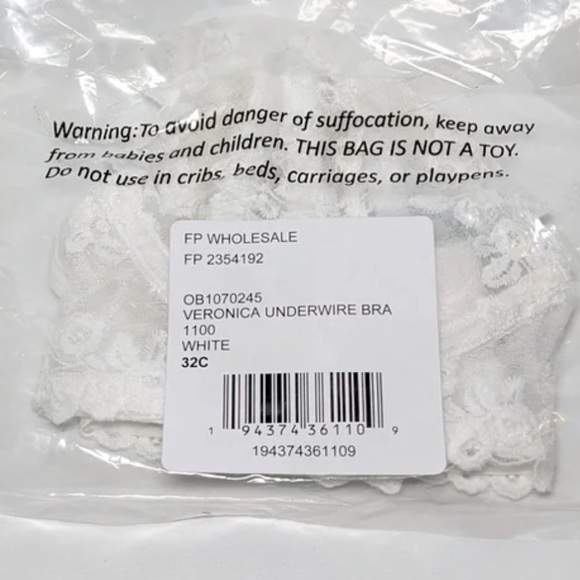 Warning:To avoid danger of suffocation, keep away
from babies and children. THIS BAG IS NOT A TOY.
Do not use in cribs, beds, carriages, or playpens.
FP WHOLESALE
FP 2354192
OB1070245
VERONICA UNDERWIRE BRA
1100
WHITE
32C
1 94374 36110 9
194374361109